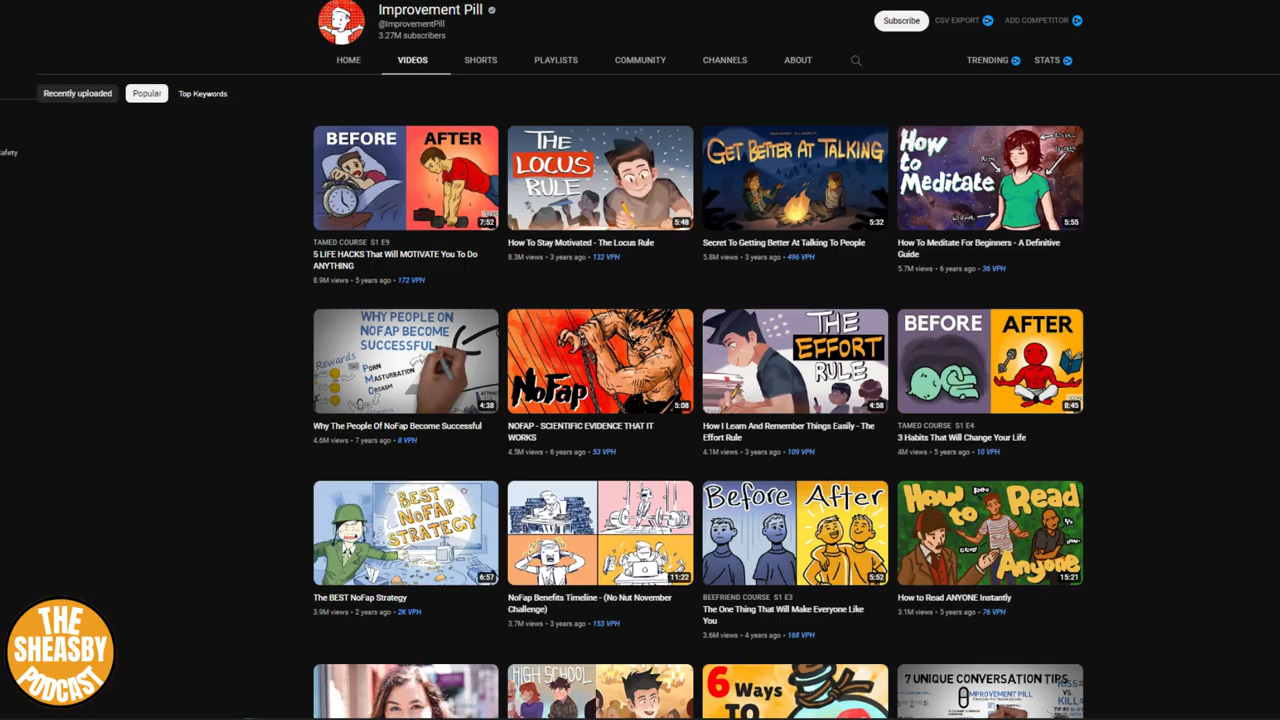 Improvement Pill
@ImprovementPill
3.27M subscribers
Subscribe
CSV EXPORT
ADD COMPETITOR
HOME
VIDEOS
SHORTS
PLAYLISTS
COMMUNITY
CHANNELS
ABOUT
TRENDING
STATS
Recently uploaded
Popular
Top Keywords
afety
BEFORE
AFTER
7:52
THE
LOCUS
RULE
5:48
GET BETTER AT TALKING
5:32
How
to
Meditate
5:55
TAMED COURSE S1 E9
5 LIFE HACKS That Will MOTIVATE You To Do
ANYTHING
8.9M views • 5 years ago • 172 VPH
How To Stay Motivated - The Locus Rule
8.3M views • 3 years ago • 132 VPH
Secret To Getting Better At Talking To People
5.8M views • 3 years ago • 496 VPH
How To Meditate For Beginners - A Definitive
Guide
5.7M views • 6 years ago • 36 VPH
WHY PEOPLE ON
NOFAP BECOME
SUCCESSFUL
Rewards
PORN
MASTURBATION
ORGASM
4:38
NoFap
5:08
THE
EFFORT
RULE
4:58
BEFORE
AFTER
8:45
Why The People Of NoFap Become Successful
4.6M views • 7 years ago • 8 VPH
NOFAP - SCIENTIFIC EVIDENCE THAT IT
WORKS
4.5M views • 6 years ago • 53 VPH
How I Learn And Remember Things Easily - The
Effort Rule
4.1M views • 3 years ago • 109 VPH
TAMED COURSE S1 E4
3 Habits That Will Change Your Life
4M views • 5 years ago • 10 VPH
BEST
NOFAP
STRATEGY
6:57
11:22
Before
After
5:52
How
to
Read
Anyone
15:21
The BEST NoFap Strategy
3.9M views • 2 years ago • 2K VPH
NoFap Benefits Timeline - (No Nut November
Challenge)
3.7M views • 3 years ago • 153 VPH
BEFRIEND COURSE S1 E3
The One Thing That Will Make Everyone Like
You
3.6M views • 4 years ago • 168 VPH
How to Read ANYONE Instantly
3.1M views • 5 years ago • 76 VPH
THE
SHEASBY
PODCAST
HIGH SCHOOL
6 Ways
TO
7 UNIQUE CONVERSATION TIPS
IMPROVEMENT PILL
KISS
VS.
KILL